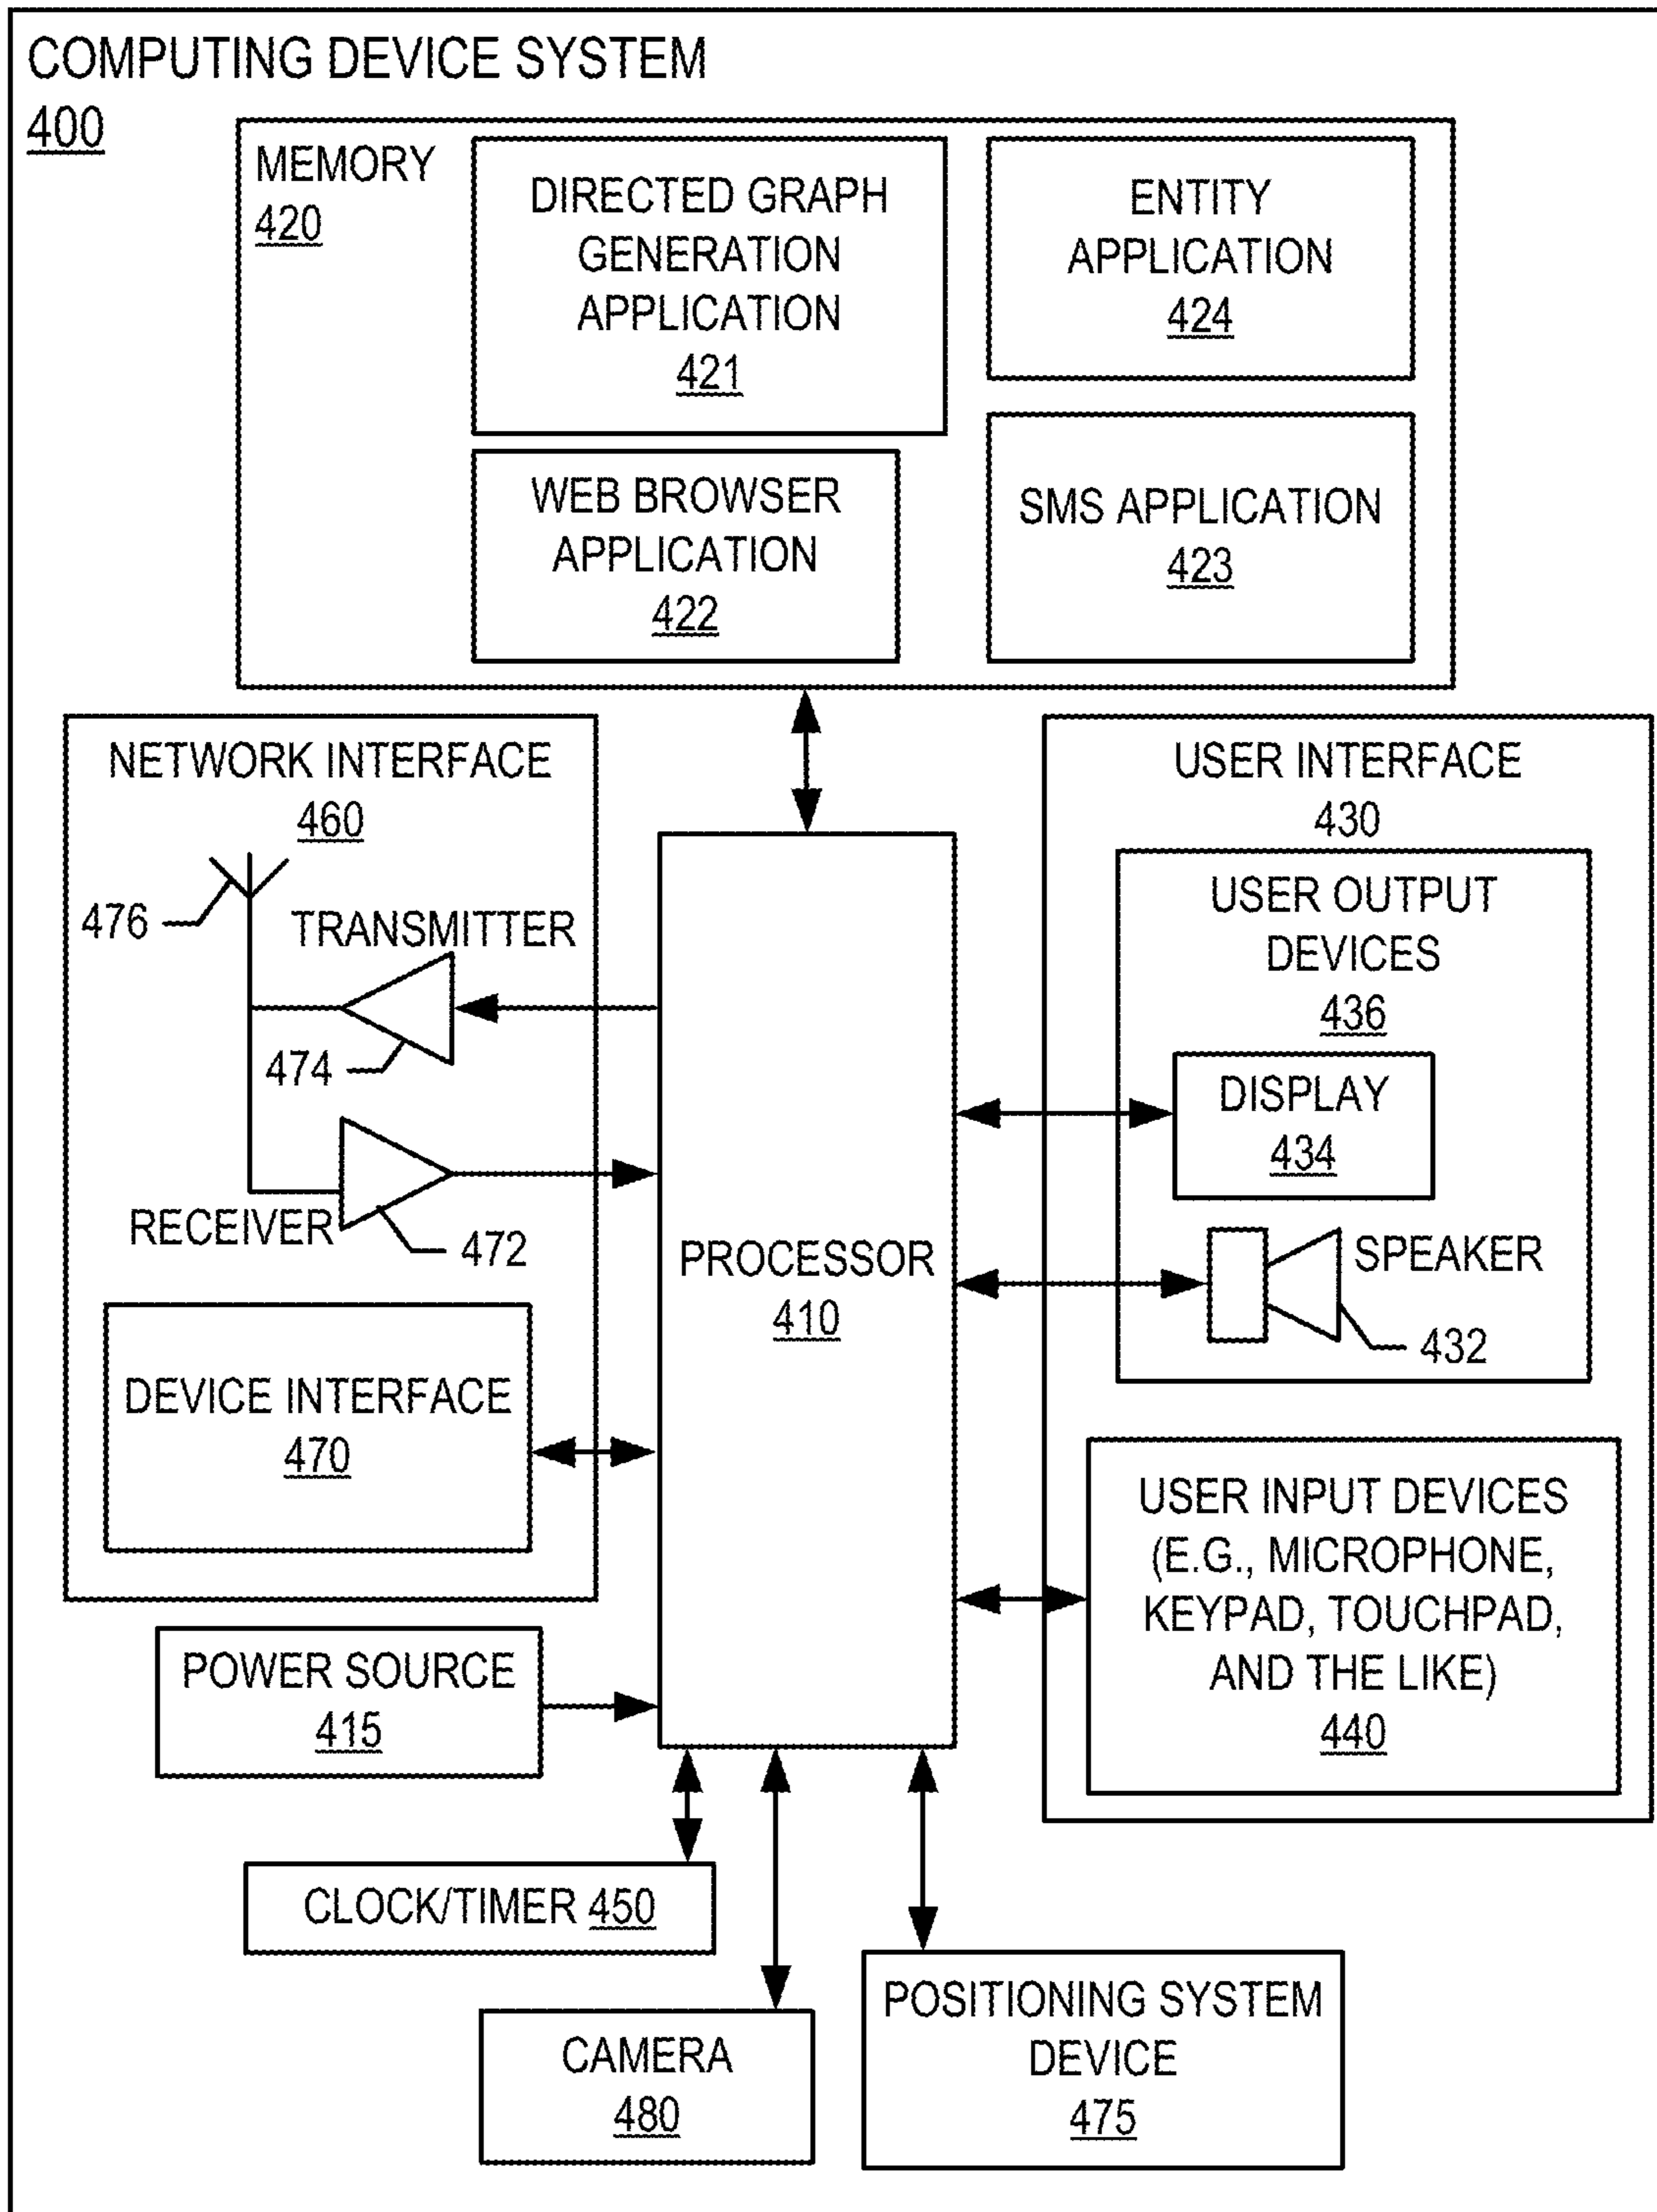 COMPUTING DEVICE SYSTEM
400
MEMORY
420
DIRECTED GRAPH
GENERATION
APPLICATION
421
ENTITY
APPLICATION
424
WEB BROWSER
APPLICATION
422
SMS APPLICATION
423
NETWORK INTERFACE
460
476
TRANSMITTER
474
RECEIVER
472
DEVICE INTERFACE
470
PROCESSOR
410
USER INTERFACE
430
USER OUTPUT
DEVICES
436
DISPLAY
434
SPEAKER
432
USER INPUT DEVICES
(E.G., MICROPHONE,
KEYPAD, TOUCHPAD,
AND THE LIKE)
440
POWER SOURCE
415
CLOCK/TIMER 450
CAMERA
480
POSITIONING SYSTEM
DEVICE
475